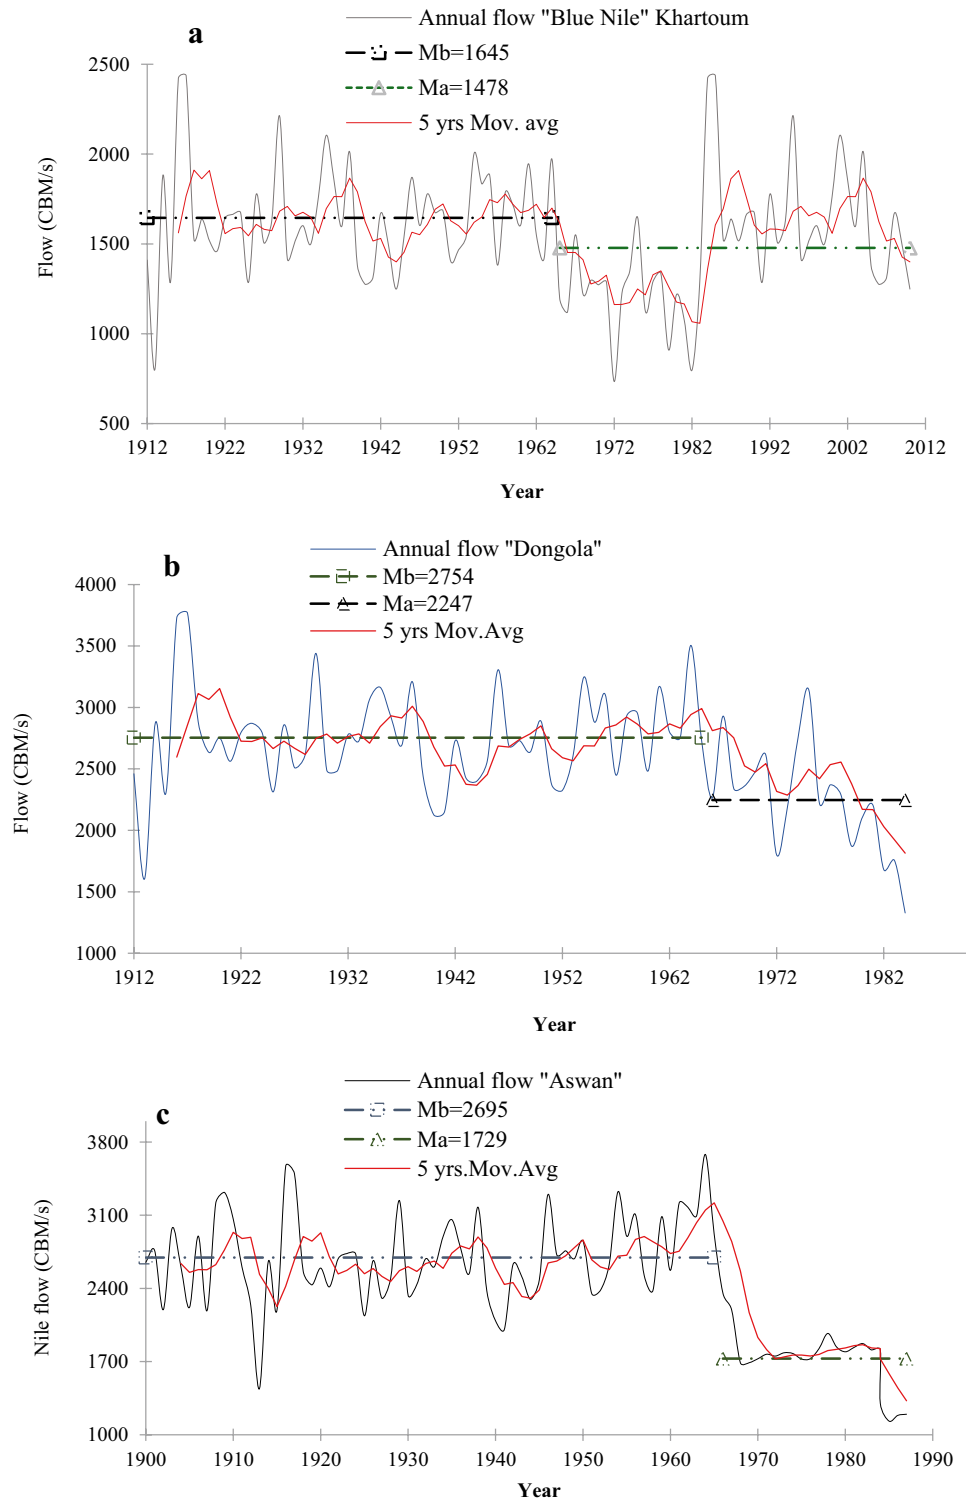 a
Annual flow "Blue Nile" Khartoum
Mb=1645
Ma=1478
5 yrs Mov. avg
2500
2000
1500
1000
500
Flow (CBM/s)
1912 1922 1932 1942 1952 1962 1972 1982 1992 2002 2012
Year
b
Annual flow "Dongola"
Mb=2754
Ma=2247
5 yrs Mov.Avg
4000
3500
3000
2500
2000
1500
1000
Flow (CBM/s)
1912 1922 1932 1942 1952 1962 1972 1982
Year
c
Annual flow "Aswan"
Mb=2695
Ma=1729
5 yrs.Mov.Avg
3800
3100
2400
1700
1000
Nile flow (CBM/s)
1900 1910 1920 1930 1940 1950 1960 1970 1980 1990
Year